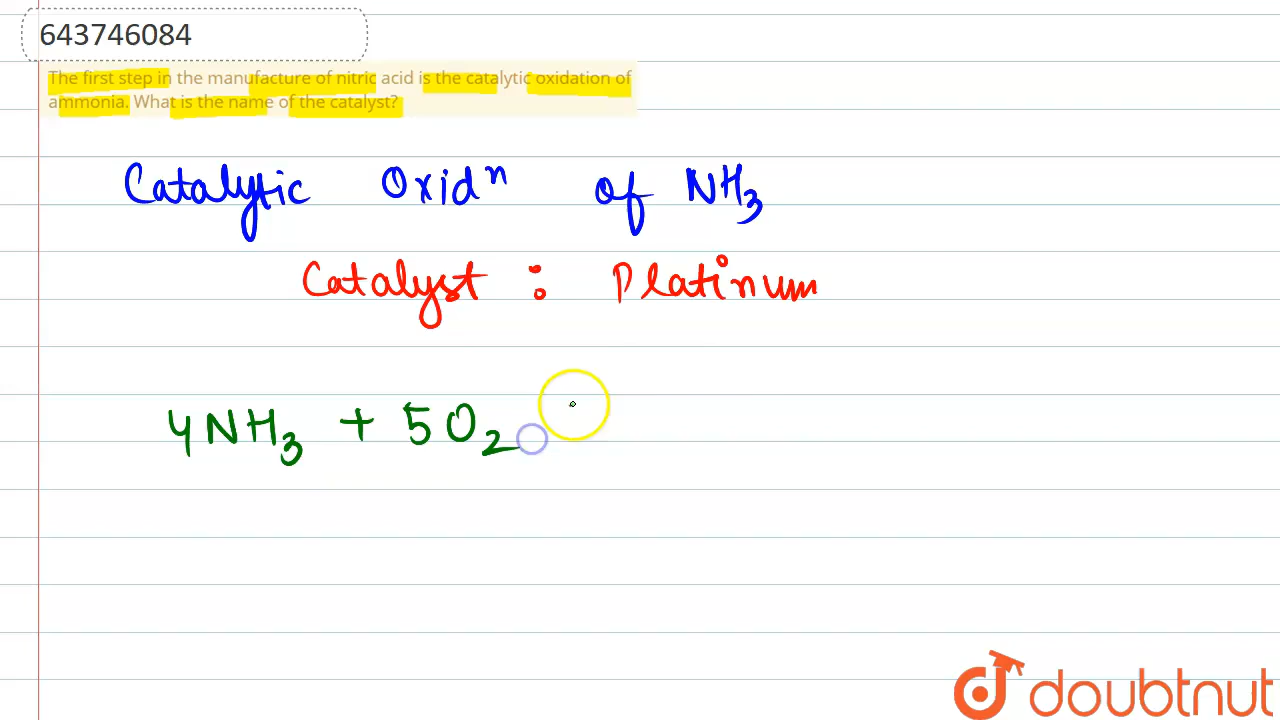 643746084
The first step in the manufacture of nitric acid is the catalytic oxidation of
ammonia. What is the name of the catalyst?
Catalytic Oxidⁿ of NH₃
Catalyst : Platinum
4NH₃ + 5O₂
doubtnut